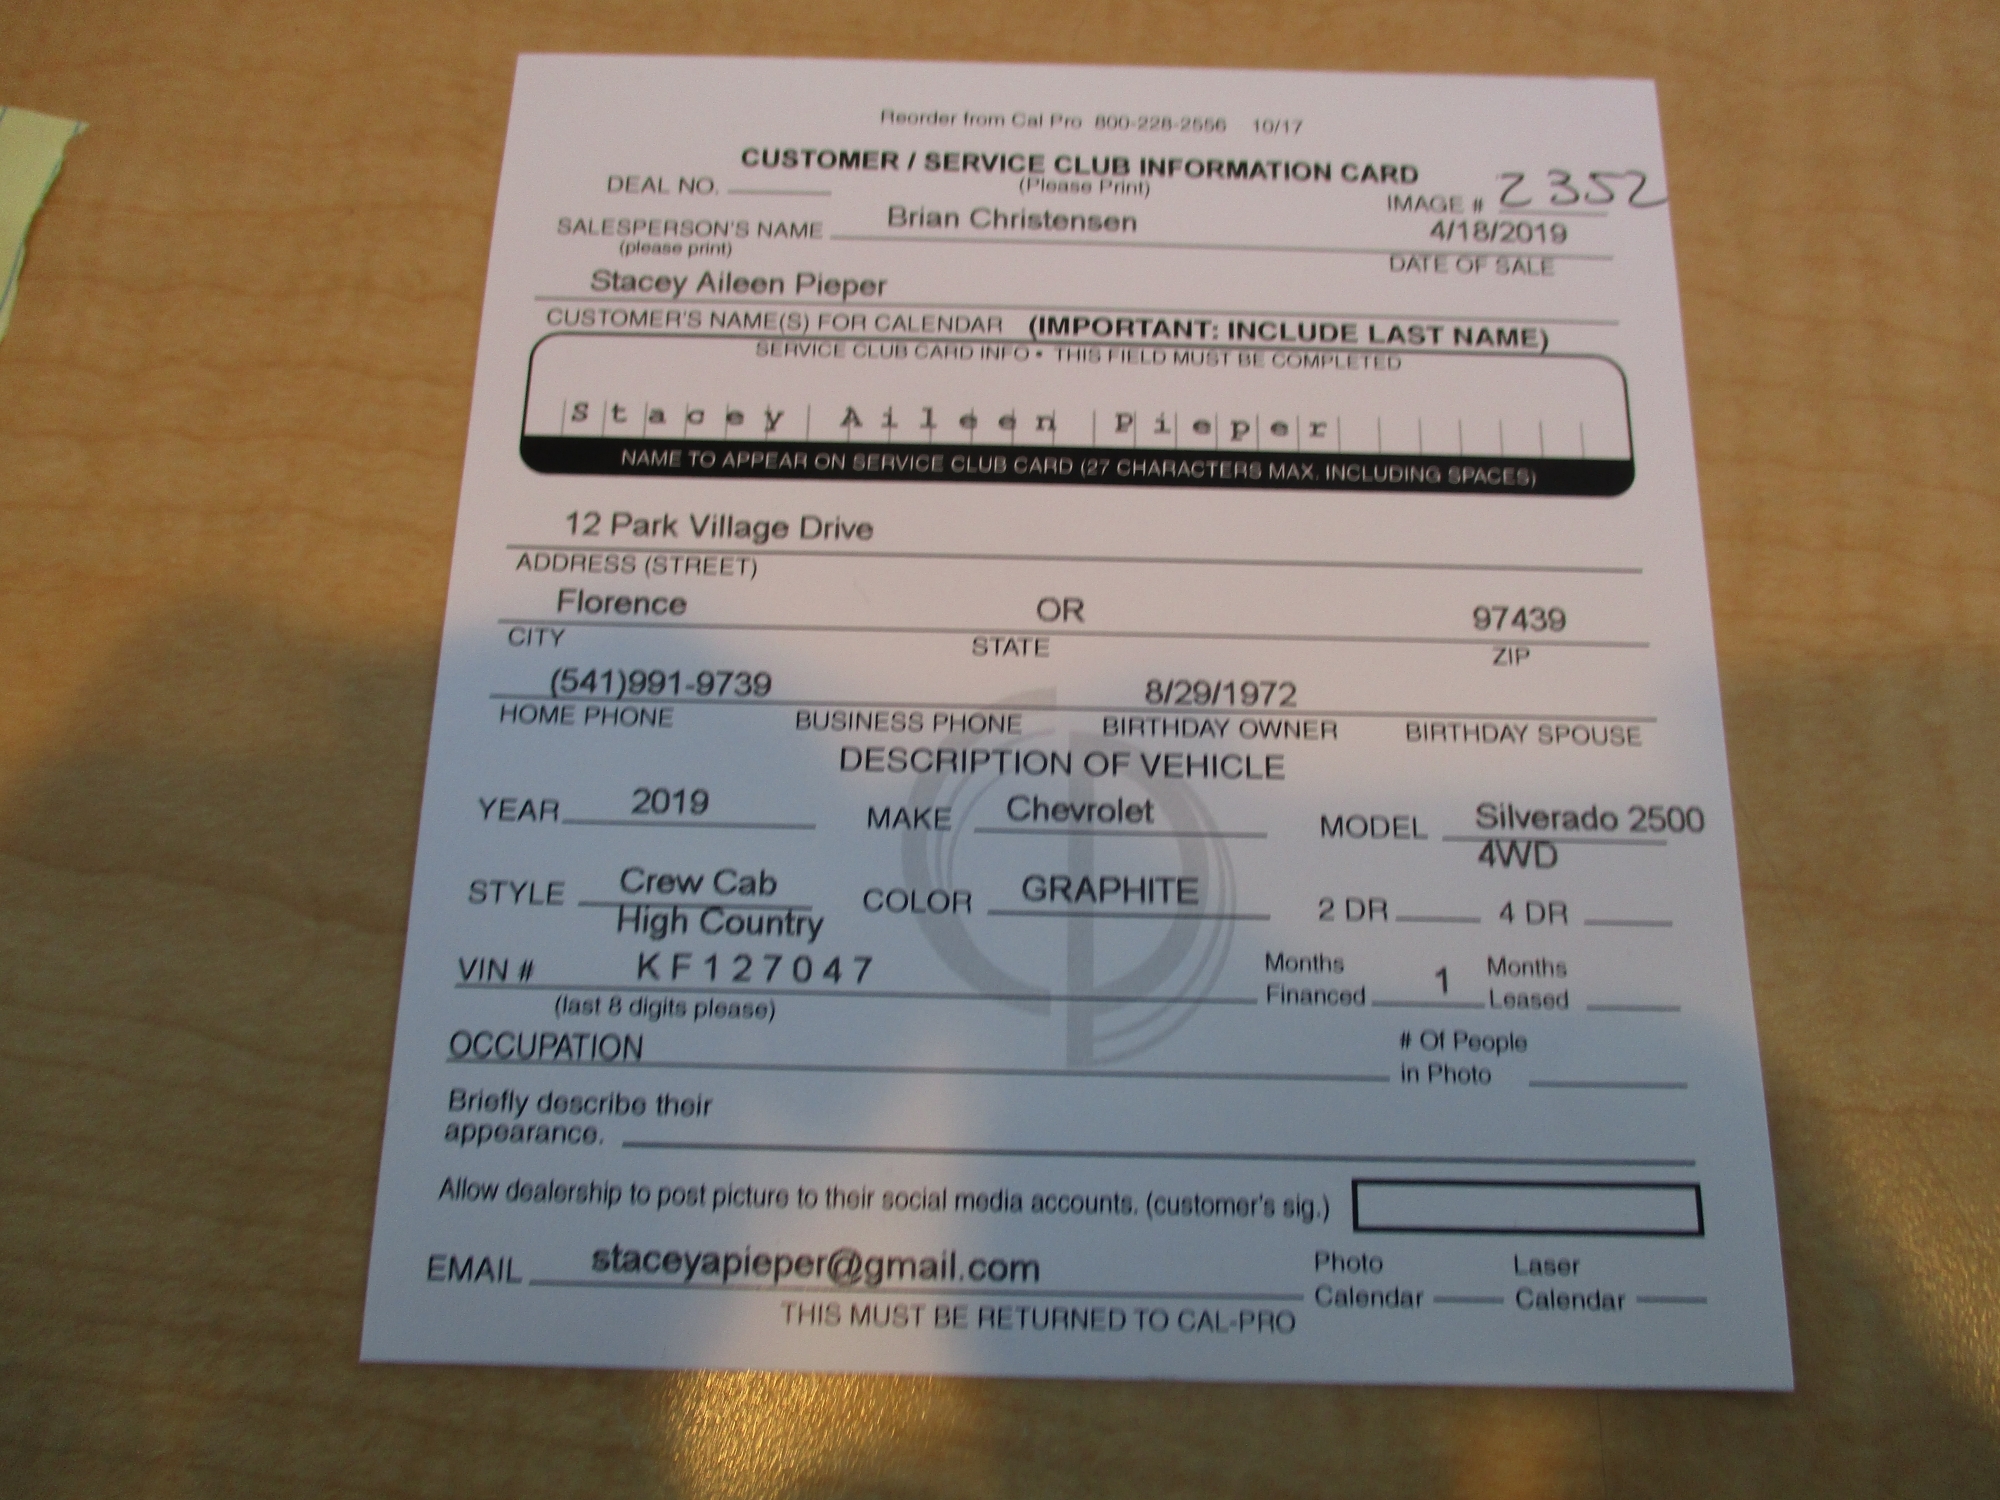 Reorder from Cal Pro 800-228-2556 10/17
CUSTOMER / SERVICE CLUB INFORMATION CARD
DEAL NO. (Please Print) IMAGE # 2352
SALESPERSON'S NAME Brian Christensen 4/18/2019
(please print) DATE OF SALE
Stacey Aileen Pieper
CUSTOMER'S NAME(S) FOR CALENDAR (IMPORTANT: INCLUDE LAST NAME)
SERVICE CLUB CARD INFO • THIS FIELD MUST BE COMPLETED
Stacey Aileen Pieper
NAME TO APPEAR ON SERVICE CLUB CARD (27 CHARACTERS MAX. INCLUDING SPACES)
12 Park Village Drive
ADDRESS (STREET)
Florence OR 97439
CITY STATE ZIP
(541)991-9739 8/29/1972
HOME PHONE BUSINESS PHONE BIRTHDAY OWNER BIRTHDAY SPOUSE
DESCRIPTION OF VEHICLE
YEAR 2019 MAKE Chevrolet MODEL Silverado 2500
4WD
STYLE Crew Cab COLOR GRAPHITE 2 DR 4 DR
High Country
VIN # KF127047 Months Financed 1 Months Leased
(last 8 digits please)
OCCUPATION # Of People in Photo
Briefly describe their
appearance.
Allow dealership to post picture to their social media accounts. (customer's sig.)
EMAIL staceyapieper@gmail.com Photo Calendar Laser Calendar
THIS MUST BE RETURNED TO CAL-PRO